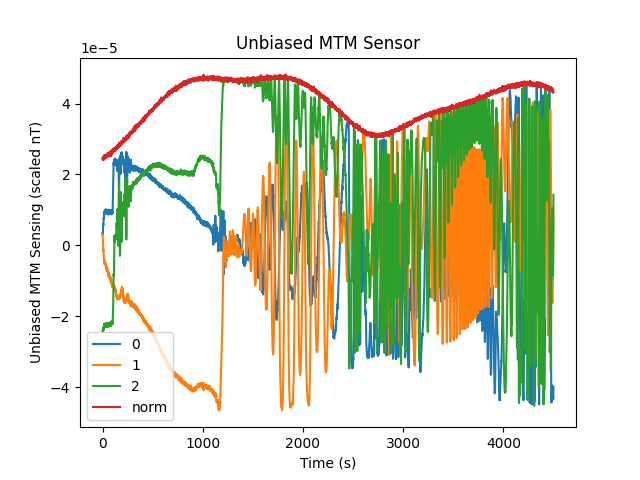 Unbiased MTM Sensor
1e−5
Unbiased MTM Sensing (scaled nT)
4
2
0
−2
−4
0
1
2
norm
0
1000
2000
3000
4000
Time (s)